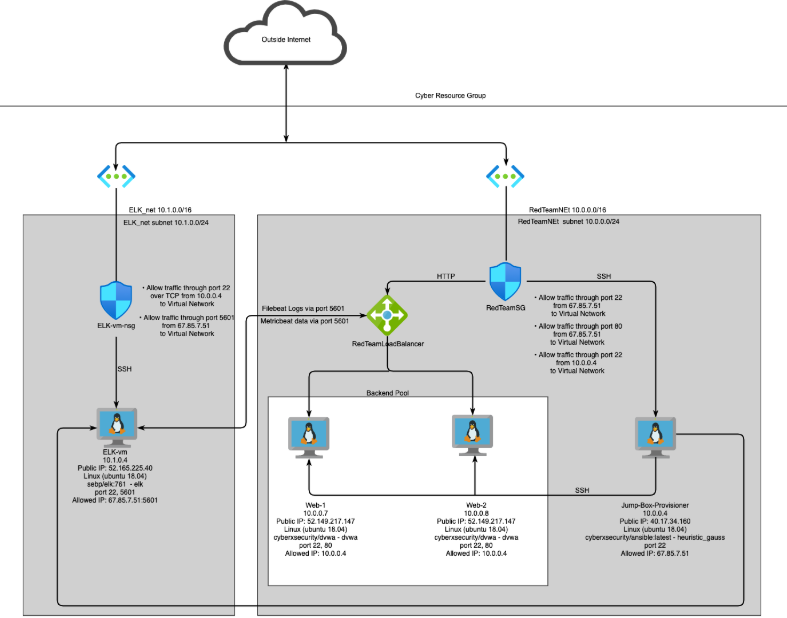 Outside Internet
Cyber Resource Group
ELK_net 10.1.0.0/16
ELK_net subnet 10.1.0.0/24
RedTeamNEt 10.0.0.0/16
RedTeamNEt subnet 10.0.0.0/24
• Allow traffic through port 22
over TCP from 10.0.0.4
to Virtual Network
• Allow traffic through port 5601
from 67.85.7.51
to Virtual Network
ELK-vm-nsg
SSH
HTTP
SSH
RedTeamSG
• Allow traffic through port 22
from 67.85.7.51
to Virtual Network
• Allow traffic through port 80
from 67.85.7.51
to Virtual Network
• Allow traffic through port 22
from 10.0.0.4
to Virtual Network
Filebeat Logs via port 5601
Metricbeat data via port 5601
RedTeamLoadBalancer
Backend Pool
ELK-vm
10.1.0.4
Public IP: 52.165.225.40
Linux (ubuntu 18.04)
sebp/elk:761 - elk
port 22, 5601
Allowed IP: 67.85.7.51:5601
SSH
Web-1
10.0.0.7
Public IP: 52.149.217.147
Linux (ubuntu 18.04)
cyberxsecurity/dvwa - dvwa
port 22, 80
Allowed IP: 10.0.0.4
Web-2
10.0.0.8
Public IP: 52.149.217.147
Linux (ubuntu 18.04)
cyberxsecurity/dvwa - dvwa
port 22, 80
Allowed IP: 10.0.0.4
Jump-Box-Provisioner
10.0.0.4
Public IP: 40.17.34.160
Linux (ubuntu 18.04)
cyberxsecurity/ansible:latest - heuristic_gauss
port 22
Allowed IP: 67.85.7.51